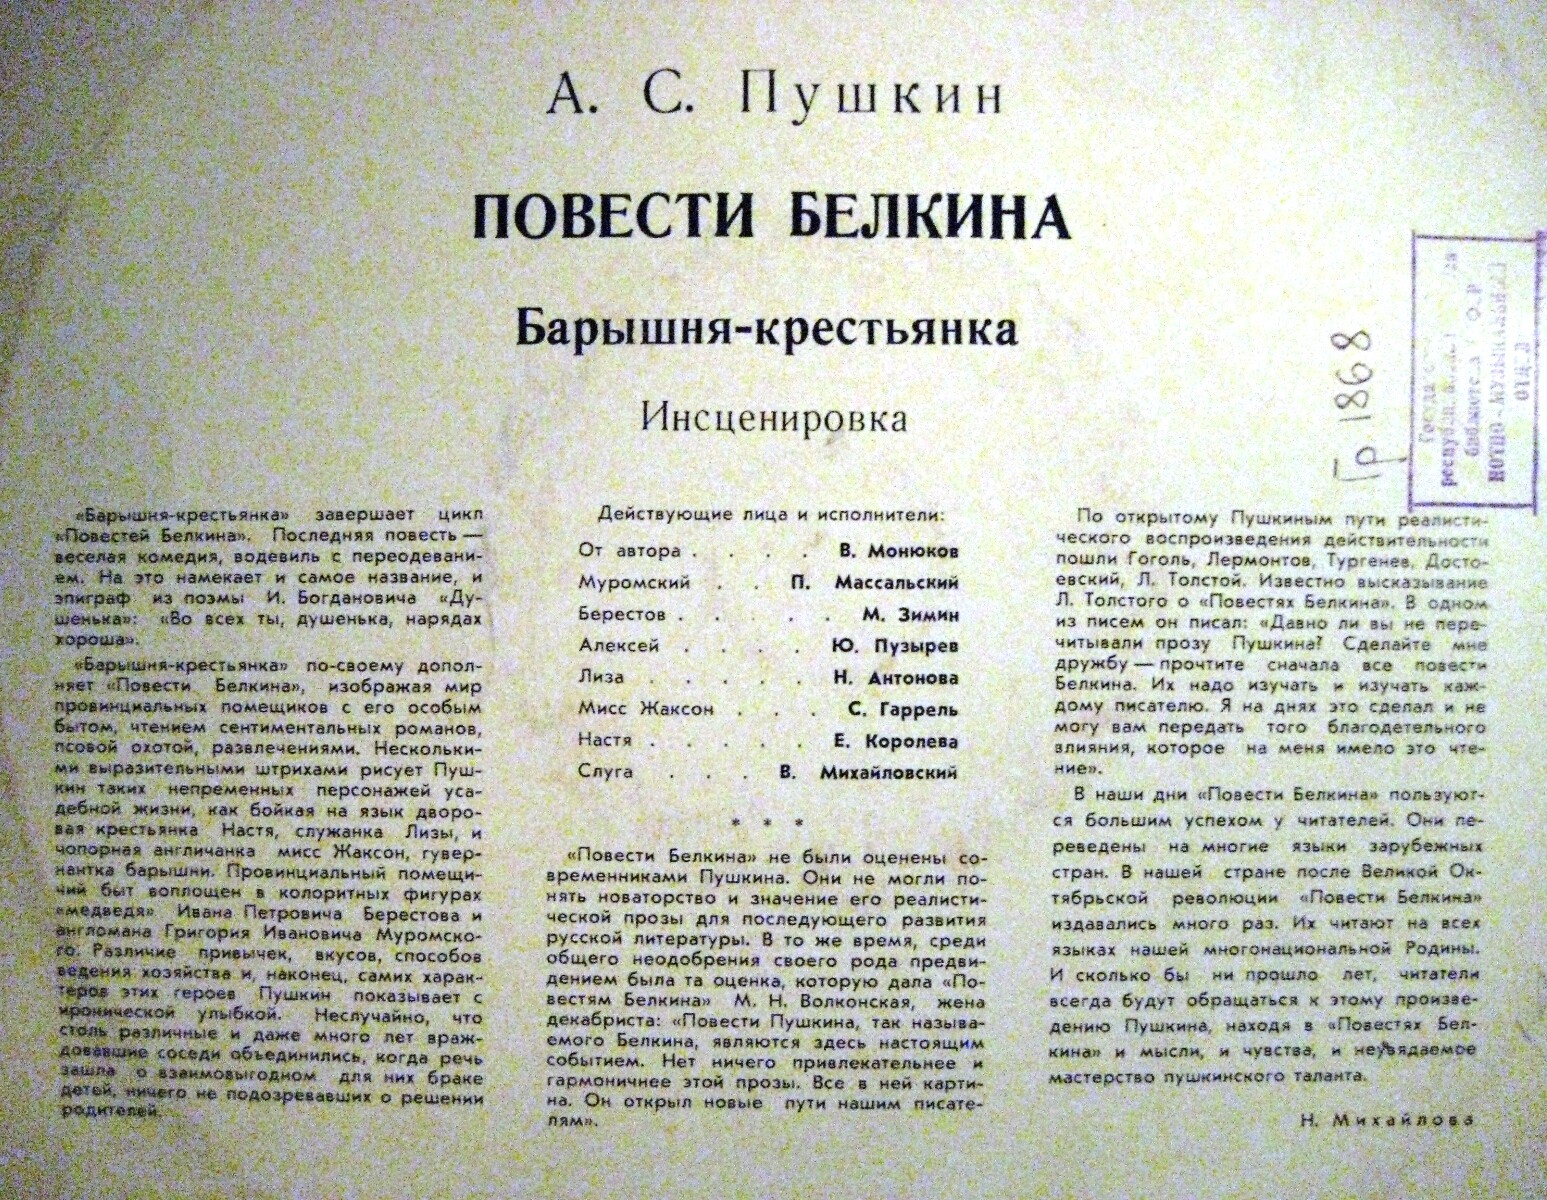 А. С. Пушкин
ПОВЕСТИ БЕЛКИНА
Барышня-крестьянка
Инсценировка
«Барышня-крестьянка» завершает цикл
«Повестей Белкина». Последняя повесть —
веселая комедия, водевиль с переодевани-
ем. На это намекает и самое название, и
эпиграф из поэмы И. Богдановича «Ду-
шенька»: «Во всех ты, душенька, нарядах
хороша».
«Барышня-крестьянка» по-своему допол-
няет «Повести Белкина», изображая мир
провинциальных помещиков с его особым
бытом, чтением сентиментальных романов,
псовой охотой, развлечениями. Нескольки-
ми выразительными штрихами рисует Пуш-
кин таких непременных персонажей уса-
дебной жизни, как бойкая на язык дворо-
вая крестьянка Настя, служанка Лизы, и
чопорная англичанка мисс Жаксон, гувер-
нантка барышни. Провинциальный помещи-
чий быт воплощен в колоритных фигурах
«медведя» Ивана Петровича Берестова и
англомана Григория Ивановича Муромско-
го. Различие привычек, вкусов, способов
ведения хозяйства и, наконец, самих харак-
теров этих героев Пушкин показывает с
иронической улыбкой. Неслучайно, что
столь различные и даже много лет враж-
довавшие соседи объединились, когда речь
зашла о взаимовыгодном для них браке
детей, ничего не подозревавших о решении
родителей.
Действующие лица и исполнители:
От автора . . . . В. Монюков
Муромский . . П. Массальский
Берестов . . . . . М. Зимин
Алексей . . . . Ю. Пузырев
Лиза . . . . . Н. Антонова
Мисс Жаксон . . . С. Гаррель
Настя . . . . . Е. Королева
Слуга . . . В. Михайловский
* * *
«Повести Белкина» не были оценены со-
временниками Пушкина. Они не могли по-
нять новаторство и значение его реалисти-
ческой прозы для последующего развития
русской литературы. В то же время, среди
общего неодобрения своего рода предви-
дением была та оценка, которую дала «По-
вестям Белкина» М. Н. Волконская, жена
декабриста: «Повести Пушкина, так называ-
емого Белкина, являются здесь настоящим
событием. Нет ничего привлекательнее и
гармоничнее этой прозы. Все в ней карти-
на. Он открыл новые пути нашим писате-
лям».
По открытому Пушкиным пути реалисти-
ческого воспроизведения действительности
пошли Гоголь, Лермонтов, Тургенев, Досто-
евский, Л. Толстой. Известно высказывание
Л. Толстого о «Повестях Белкина». В одном
из писем он писал: «Давно ли вы не пере-
читывали прозу Пушкина? Сделайте мне
дружбу — прочтите сначала все повести
Белкина. Их надо изучать и изучать каж-
дому писателю. Я на днях это сделал и не
могу вам передать того благодетельного
влияния, которое на меня имело это чте-
ние».
В наши дни «Повести Белкина» пользуют-
ся большим успехом у читателей. Они пе-
реведены на многие языки зарубежных
стран. В нашей стране после Великой Ок-
тябрьской революции «Повести Белкина»
издавались много раз. Их читают на всех
языках нашей многонациональной Родины.
И сколько бы ни прошло лет, читатели
всегда будут обращаться к этому произве-
дению Пушкина, находя в «Повестях Бел-
кина» и мысли, и чувства, и неувядаемое
мастерство пушкинского таланта.
Н. Михайлова
Гр 1868
библиотека
НОТНО-МУЗЫКАЛЬНЫЙ
ОТДЕЛ